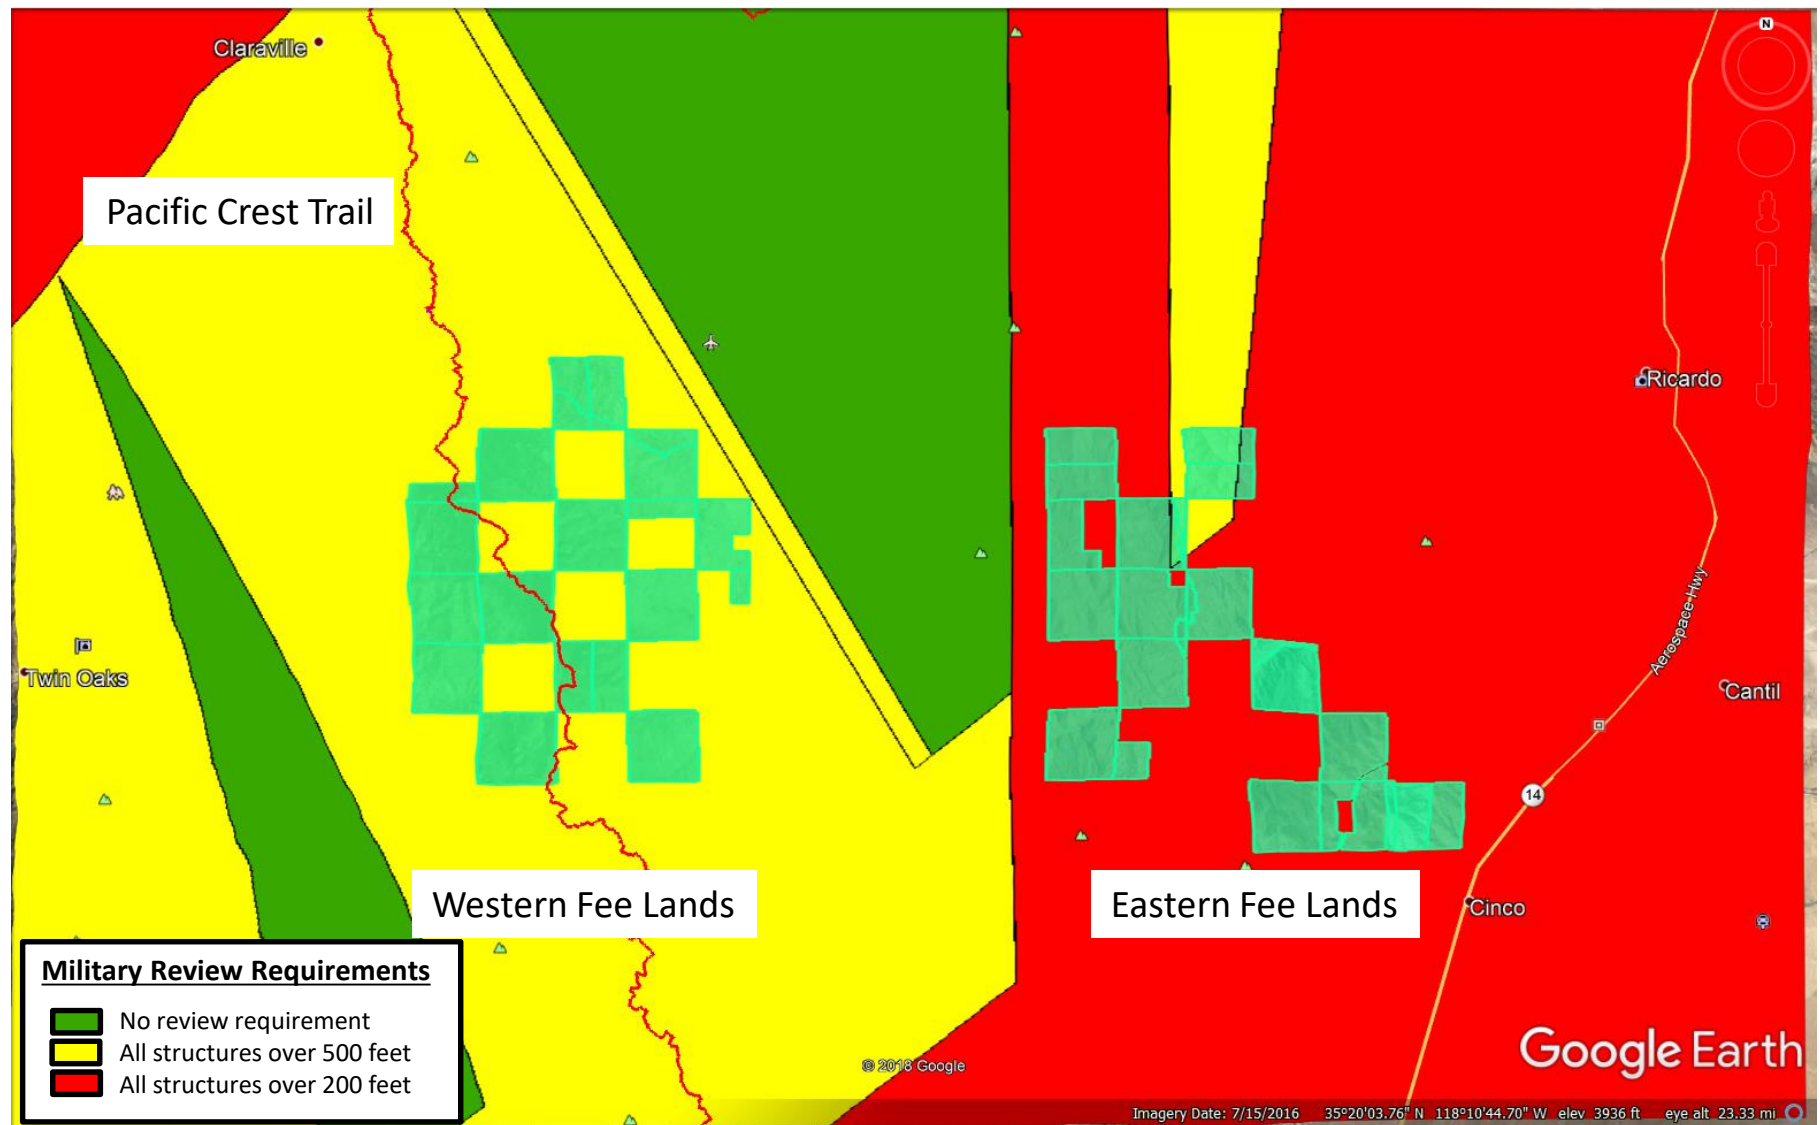 Claraville
N
Pacific Crest Trail
Ricardo
Aerospace Hwy
Twin Oaks
Cantil
14
Western Fee Lands
Eastern Fee Lands
Cinco
Military Review Requirements
No review requirement
All structures over 500 feet
All structures over 200 feet
© 2018 Google
Google Earth
Imagery Date: 7/15/2016 35°20'03.76" N 118°10'44.70" W elev 3936 ft eye alt 23.33 mi